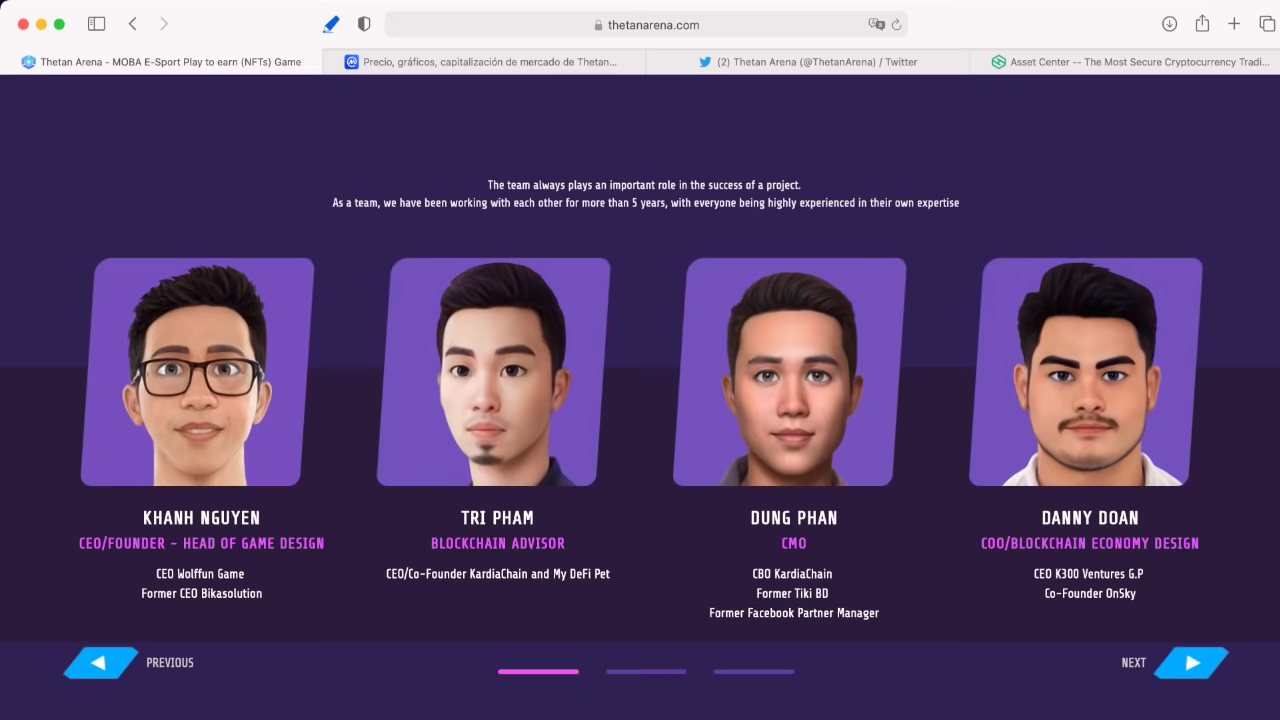 thetanarena.com
Thetan Arena - MOBA E-Sport Play to earn (NFTs) Game
Precio, gráficos, capitalización de mercado de Thetan...
(2) Thetan Arena (@ThetanArena) / Twitter
Asset Center -- The Most Secure Cryptocurrency Tradi...
The team always plays an important role in the success of a project.
As a team, we have been working with each other for more than 5 years, with everyone being highly experienced in their own expertise
KHANH NGUYEN
CEO/FOUNDER - HEAD OF GAME DESIGN
CEO Wolffun Game
Former CEO Bikasolution
TRI PHAM
BLOCKCHAIN ADVISOR
CEO/Co-Founder KardiaChain and My DeFi Pet
DUNG PHAN
CMO
CBO KardiaChain
Former Tiki BD
Former Facebook Partner Manager
DANNY DOAN
COO/BLOCKCHAIN ECONOMY DESIGN
CEO K300 Ventures G.P
Co-Founder OnSky
PREVIOUS
NEXT